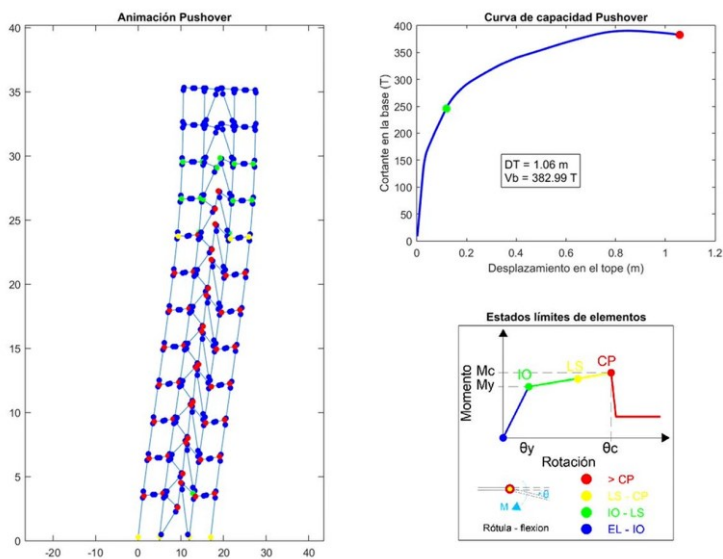 Animación Pushover
40
35
30
25
20
15
10
5
0
-20 -10 0 10 20 30 40
Curva de capacidad Pushover
Cortante en la base (T)
400
350
300
250
200
150
100
50
0
DT = 1.06 m
Vb = 382.99 T
0 0.2 0.4 0.6 0.8 1 1.2
Desplazamiento en el tope (m)
Estados límites de elementos
Momento
Mc
My
IO
LS
CP
θy
θc
Rotación
θ
M
Rótula - flexion
> CP
LS - CP
IO - LS
EL - IO